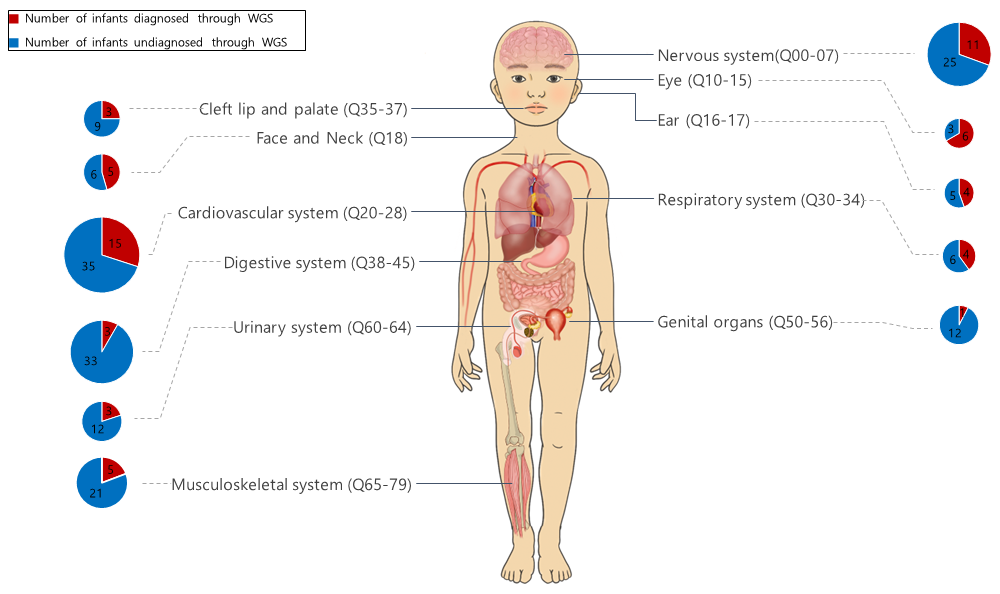 Number of infants diagnosed through WGS
Number of infants undiagnosed through WGS
Nervous system(Q00-07)
11
25
Eye (Q10-15)
3
6
Ear (Q16-17)
5
4
Respiratory system (Q30-34)
6
4
Genital organs (Q50-56)
12
Cleft lip and palate (Q35-37)
3
9
Face and Neck (Q18)
6
5
Cardiovascular system (Q20-28)
15
35
Digestive system (Q38-45)
3
33
Urinary system (Q60-64)
3
12
Musculoskeletal system (Q65-79)
5
21